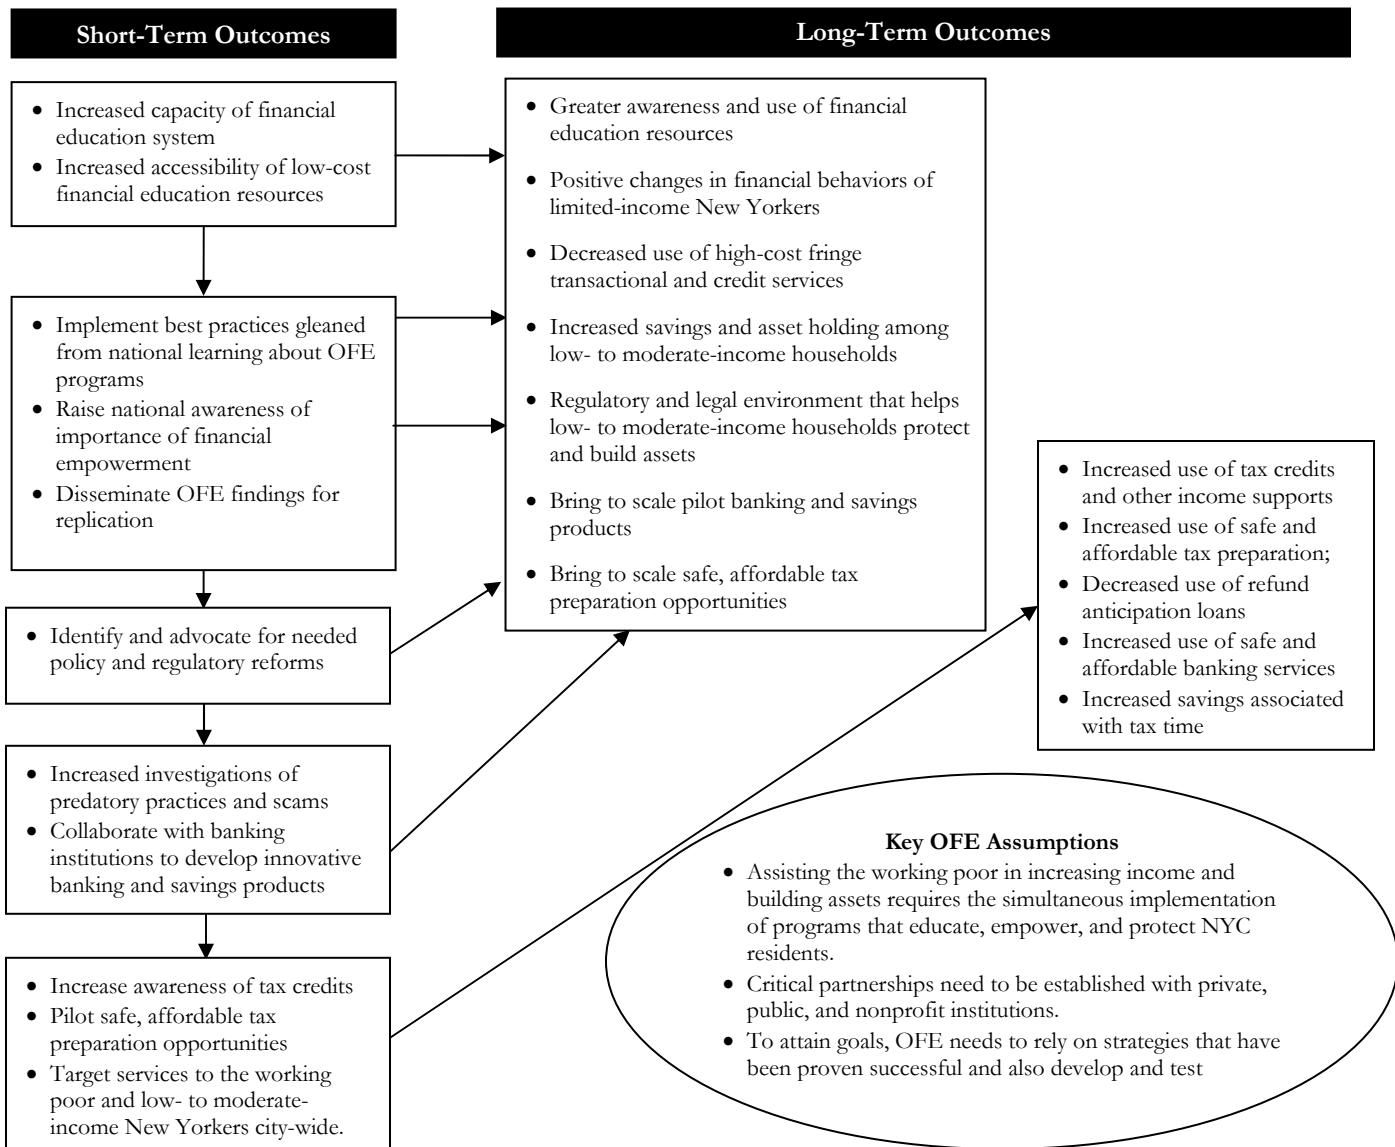 Short-Term Outcomes
Long-Term Outcomes
• Increased capacity of financial
education system
• Increased accessibility of low-cost
financial education resources
• Implement best practices gleaned
from national learning about OFE
programs
• Raise national awareness of
importance of financial
empowerment
• Disseminate OFE findings for
replication
• Identify and advocate for needed
policy and regulatory reforms
• Increased investigations of
predatory practices and scams
• Collaborate with banking
institutions to develop innovative
banking and savings products
• Increase awareness of tax credits
• Pilot safe, affordable tax
preparation opportunities
• Target services to the working
poor and low- to moderate-
income New Yorkers city-wide.
• Greater awareness and use of financial
education resources
• Positive changes in financial behaviors of
limited-income New Yorkers
• Decreased use of high-cost fringe
transactional and credit services
• Increased savings and asset holding among
low- to moderate-income households
• Regulatory and legal environment that helps
low- to moderate-income households protect
and build assets
• Bring to scale pilot banking and savings
products
• Bring to scale safe, affordable tax
preparation opportunities
• Increased use of tax credits
and other income supports
• Increased use of safe and
affordable tax preparation;
• Decreased use of refund
anticipation loans
• Increased use of safe and
affordable banking services
• Increased savings associated
with tax time
Key OFE Assumptions
• Assisting the working poor in increasing income and
building assets requires the simultaneous implementation
of programs that educate, empower, and protect NYC
residents.
• Critical partnerships need to be established with private,
public, and nonprofit institutions.
• To attain goals, OFE needs to rely on strategies that have
been proven successful and also develop and test